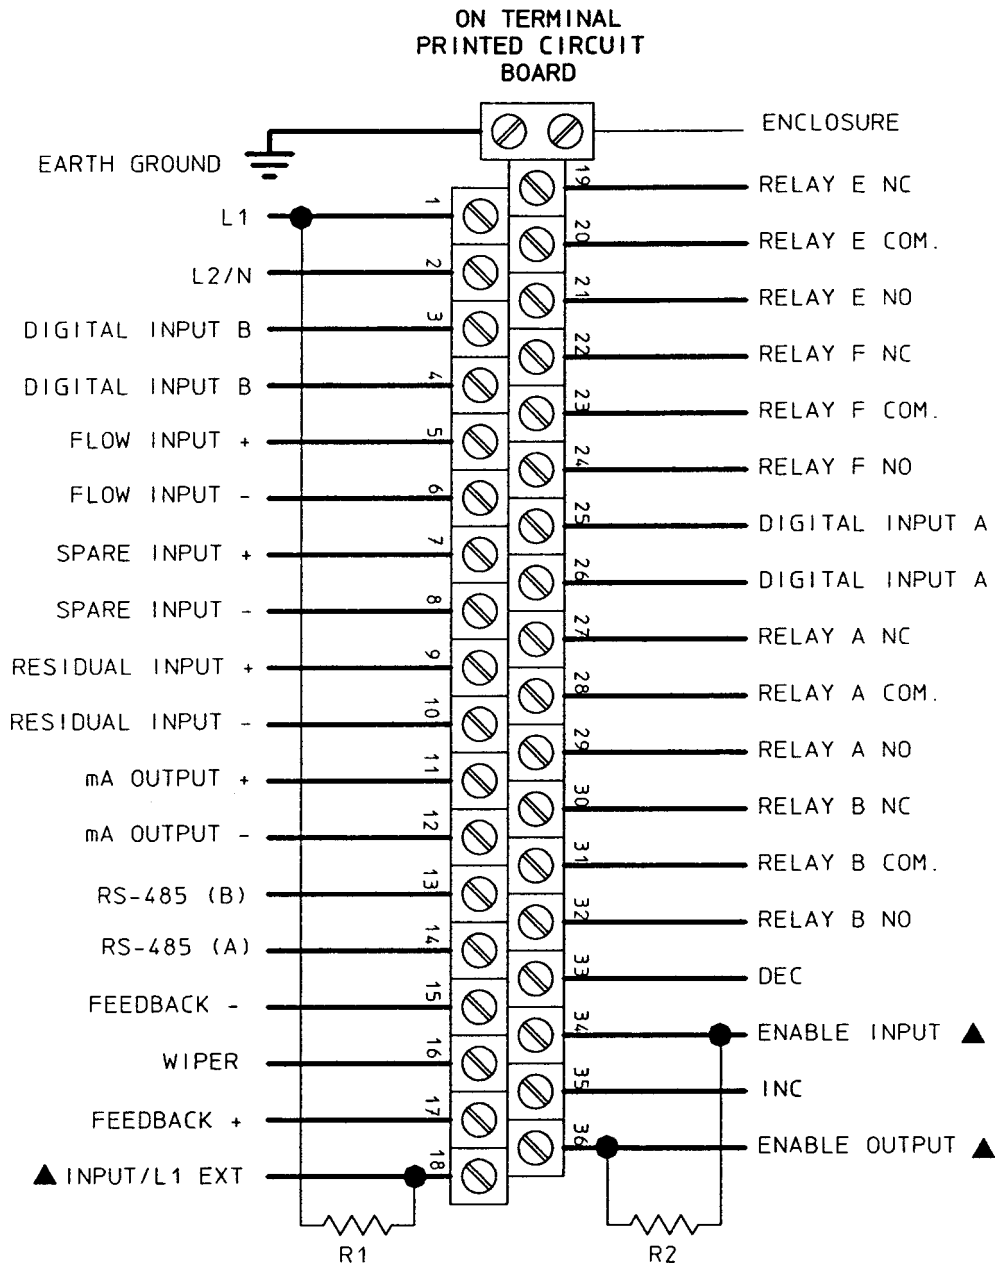 ON TERMINAL
PRINTED CIRCUIT
BOARD
ENCLOSURE
EARTH GROUND
L1
1
L2/N
2
DIGITAL INPUT B
3
DIGITAL INPUT B
4
FLOW INPUT +
5
FLOW INPUT -
6
SPARE INPUT +
7
SPARE INPUT -
8
RESIDUAL INPUT +
9
RESIDUAL INPUT -
10
mA OUTPUT +
11
mA OUTPUT -
12
RS-485 (B)
13
RS-485 (A)
14
FEEDBACK -
15
WIPER
16
FEEDBACK +
17
▲ INPUT/L1 EXT
18
R1
19
RELAY E NC
20
RELAY E COM.
21
RELAY E NO
22
RELAY F NC
23
RELAY F COM.
24
RELAY F NO
25
DIGITAL INPUT A
26
DIGITAL INPUT A
27
RELAY A NC
28
RELAY A COM.
29
RELAY A NO
30
RELAY B NC
31
RELAY B COM.
32
RELAY B NO
33
DEC
34
ENABLE INPUT ▲
35
INC
36
ENABLE OUTPUT ▲
R2